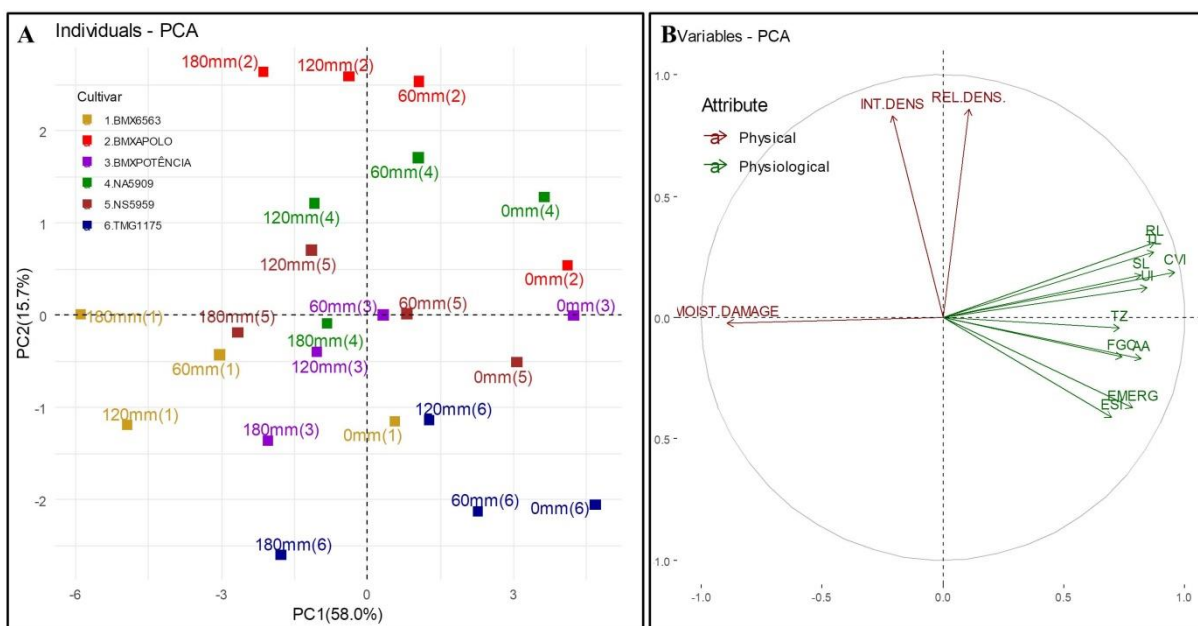 A Individuals - PCA
180mm(2)
120mm(2)
60mm(2)
Cultivar
1.BMX6563
2.BMXAPOLO
3.BMXPOTÊNCIA
4.NA5909
5.NS5959
6.TMG1175
60mm(4)
120mm(4)
0mm(4)
120mm(5)
0mm(2)
180mm(1)
180mm(5)
60mm(3)
60mm(5)
0mm(3)
60mm(1)
180mm(4)
120mm(3)
0mm(5)
120mm(1)
180mm(3)
0mm(1)
120mm(6)
60mm(6)
0mm(6)
180mm(6)
2
1
0
-1
-2
PC2(15.7%)
-6
-3
0
3
PC1(58.0%)
B Variables - PCA
Attribute
a Physical
a Physiological
INT.DENS
REL.DENS.
RL
TL
SL
CVI
UI
MOIST.DAMAGE
TZ
FGC
AA
EMERG
ESI
1.0
0.5
0.0
0.5
1.0
-1.0
-0.5
0.0
0.5
1.0